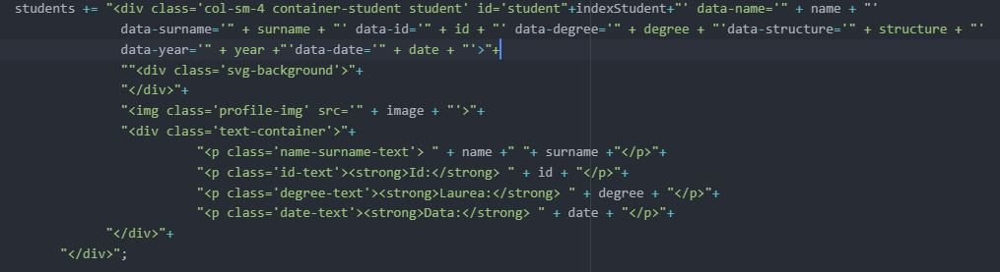 students += "<div class='col-sm-4 container-student student' id='student"+indexStudent+"' data-name='" + name + "'
data-surname='" + surname + "' data-id='" + id + "'  data-degree='" + degree + "'data-structure='" + structure + "'
data-year='" + year +"'data-date='" + date + "'>"+
""<div class='svg-background'>"+
"</div>"+
"<img class='profile-img' src='" + image + "'>"+
"<div class='text-container'>"+
"<p class='name-surname-text'> " + name +" "+ surname +"</p>"+
"<p class='id-text'><strong>Id:</strong> " + id + "</p>"+
"<p class='degree-text'><strong>Laurea:</strong> " + degree + "</p>"+
"<p class='date-text'><strong>Data:</strong> " + date + "</p>"+
"</div>"+
"</div>";